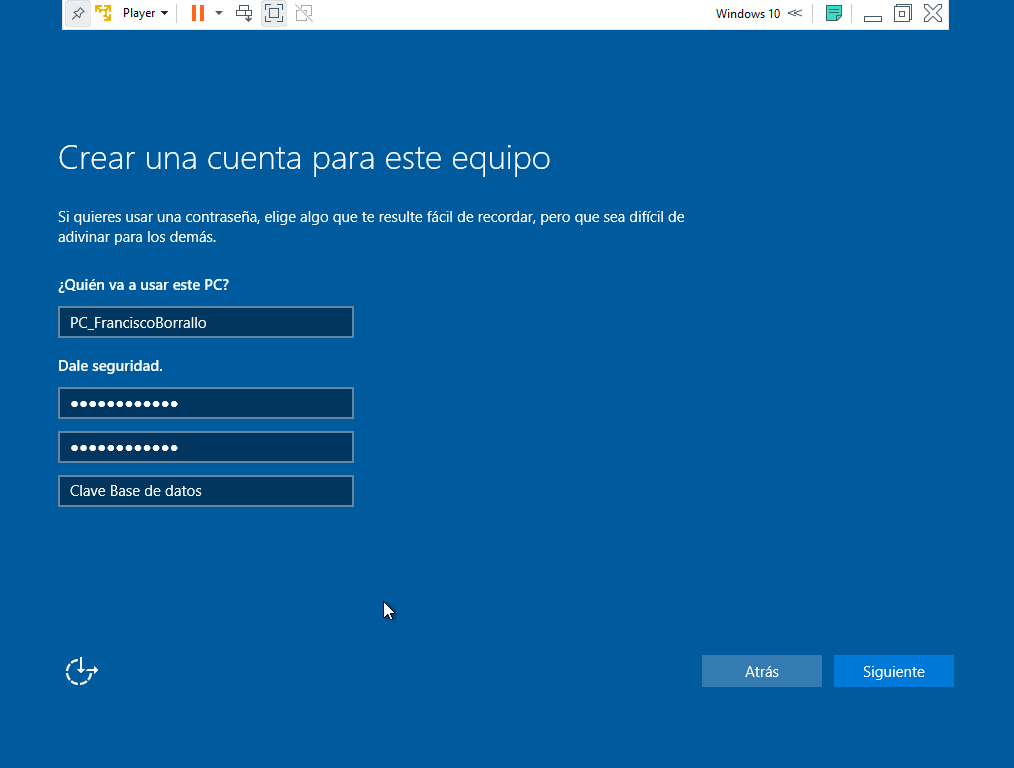 Player
Windows 10
Crear una cuenta para este equipo
Si quieres usar una contraseña, elige algo que te resulte fácil de recordar, pero que sea difícil de
adivinar para los demás.
¿Quién va a usar este PC?
PC_FranciscoBorrallo
Dale seguridad.
●●●●●●●●●●●●
●●●●●●●●●●●●
Clave Base de datos
Atrás
Siguiente